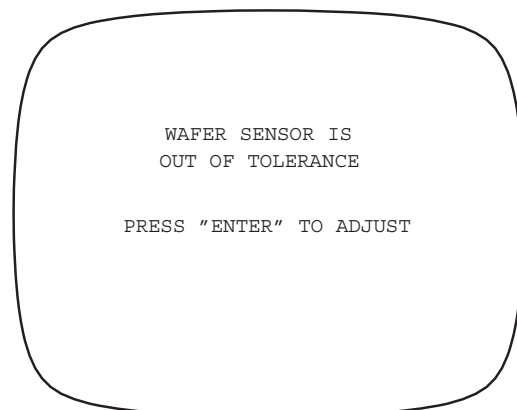 WAFER SENSOR IS
OUT OF TOLERANCE
PRESS ”ENTER” TO ADJUST